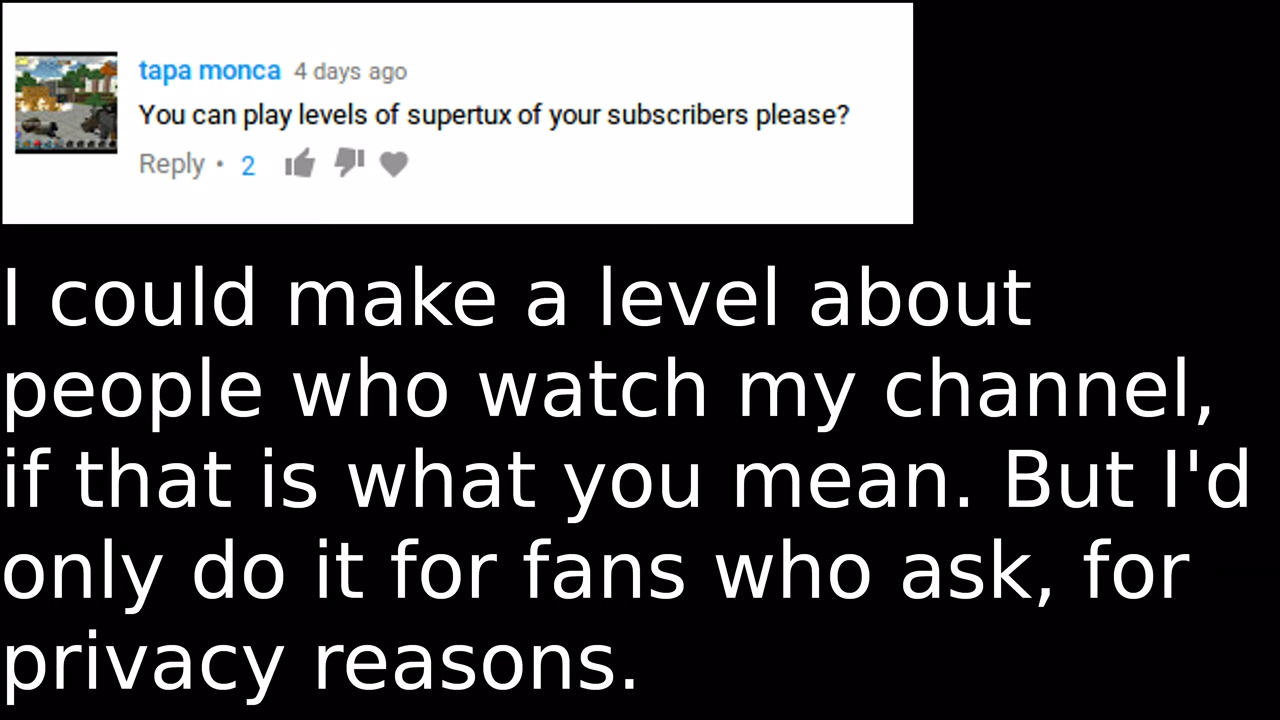 tapa monca 4 days ago
You can play levels of supertux of your subscribers please?
Reply • 2
I could make a level about
people who watch my channel,
if that is what you mean. But I'd
only do it for fans who ask, for
privacy reasons.